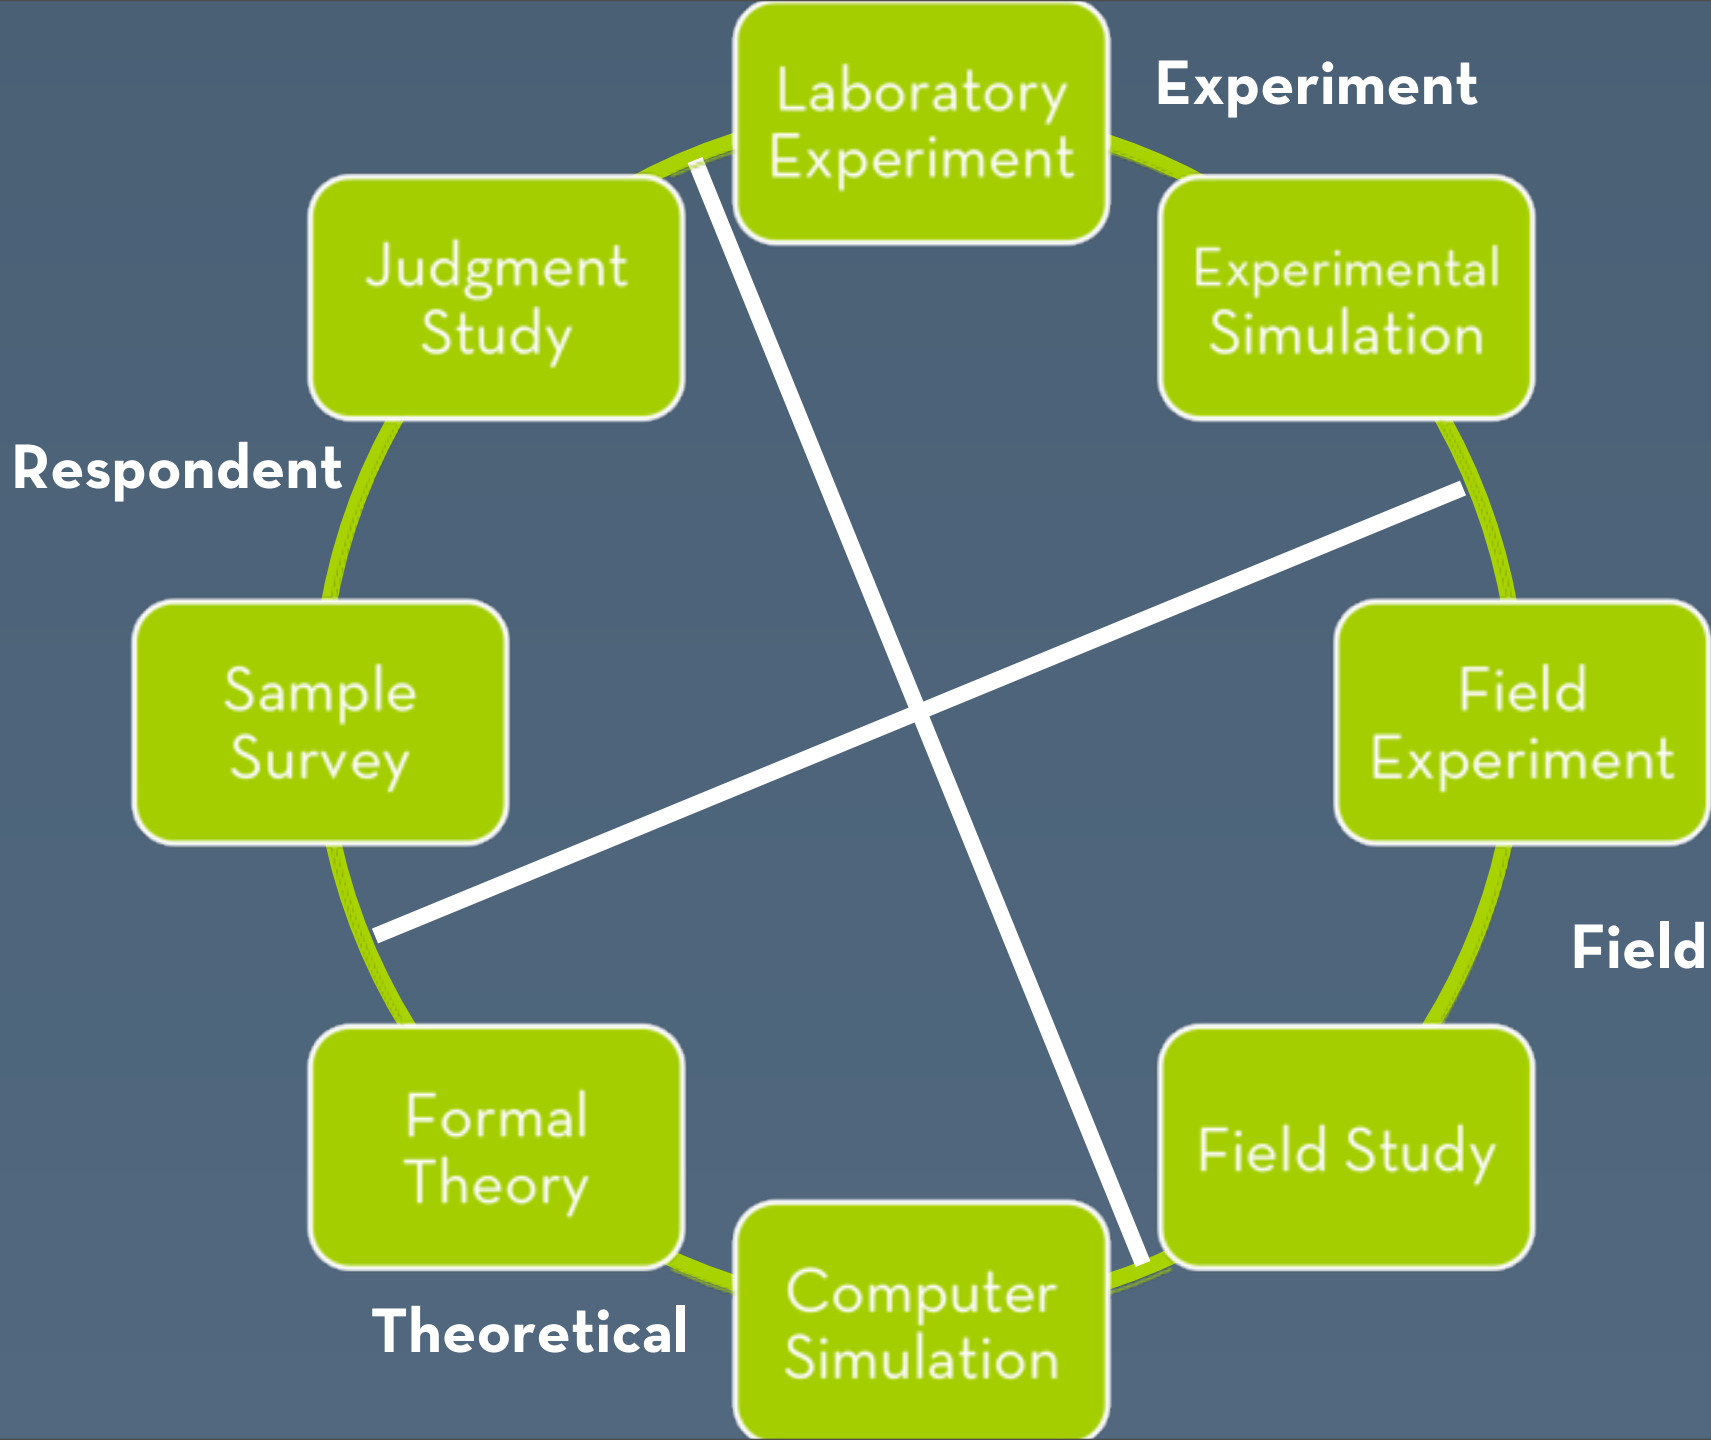 Laboratory
Experiment
Experiment
Judgment
Study
Experimental
Simulation
Respondent
Sample
Survey
Field
Experiment
Field
Formal
Theory
Field Study
Computer
Simulation
Theoretical